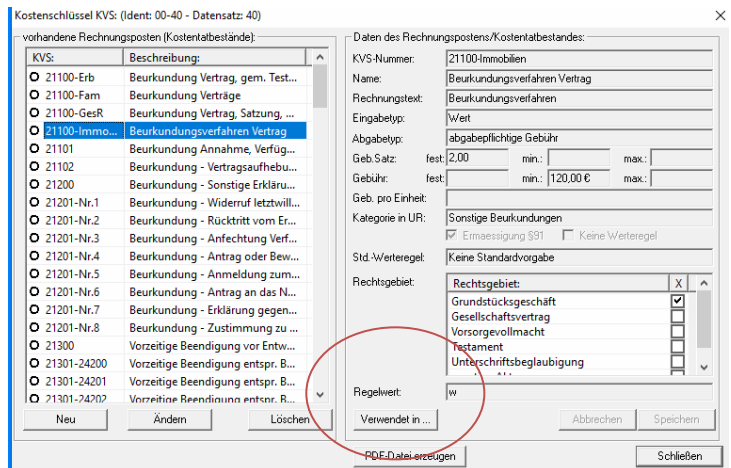 Kostenschlüssel KVS: (Ident: 00-40 - Datensatz: 40)
vorhandene Rechnungsposten (Kostentatbestände):
KVS: Beschreibung:
21100-Erb Beurkundung Vertrag, gem. Test...
21100-Fam Beurkundung Verträge
21100-GesR Beurkundung Vertrag, Satzung, ...
21100-Immo... Beurkundungsverfahren Vertrag
21101 Beurkundung Annahme, Verfüg...
21102 Beurkundung - Vertragsaufhebu...
21200 Beurkundung - Sonstige Erkläru...
21201-Nr.1 Beurkundung - Widerruf letztwill...
21201-Nr.2 Beurkundung - Rücktritt vom Er...
21201-Nr.3 Beurkundung - Anfechtung Verf...
21201-Nr.4 Beurkundung - Antrag oder Bew...
21201-Nr.5 Beurkundung - Anmeldung zum...
21201-Nr.6 Beurkundung - Antrag an das N...
21201-Nr.7 Beurkundung - Erklärung gegen...
21201-Nr.8 Beurkundung - Zustimmung zu ...
21300 Vorzeitige Beendigung vor Entw...
21301-24200 Vorzeitige Beendigung entspr. B...
21301-24201 Vorzeitige Beendigung entspr. B...
21301-24202 Vorzeitige Beendigung entspr. B...
Neu Ändern Löschen
Daten des Rechnungspostens/Kostentatbestandes:
KVS-Nummer: 21100-Immobilien
Name: Beurkundungsverfahren Vertrag
Rechnungstext: Beurkundungsverfahren
Eingabetyp: Wert
Abgabetyp: abgabepflichtige Gebühr
Geb.Satz: fest: 2,00 min.: max.:
Gebühr: fest: min.: 120,00 € max.:
Geb. pro Einheit:
Kategorie in UR: Sonstige Beurkundungen
Ermaessigung §91 Keine Werteregel
Std.-Werteregel: Keine Standardvorgabe
Rechtsgebiet: Rechtsgebiet: X
Grundstücksgeschäft
Gesellschaftsvertrag
Vorsorgevollmacht
Testament
Unterschriftsbeglaubigung
Regelwert: w
Verwendet in ... Abbrechen Speichern
PDF-Datei erzeugen Schließen